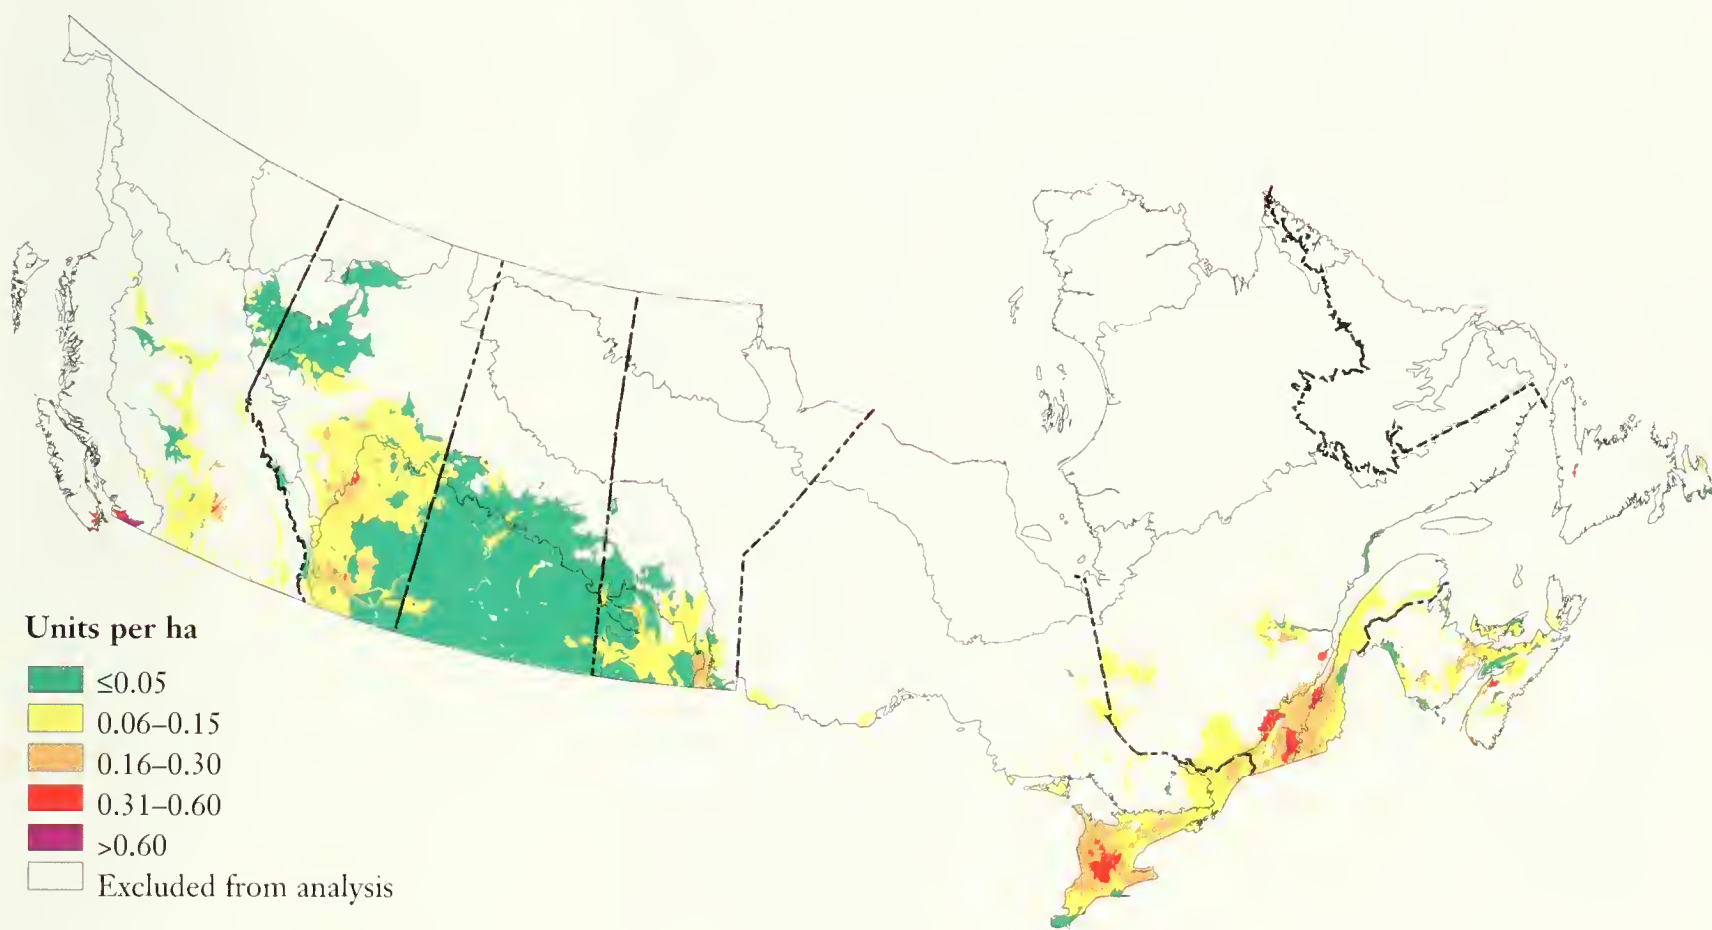 Units per ha
≤0.05
0.06–0.15
0.16–0.30
0.31–0.60
>0.60
Excluded from analysis